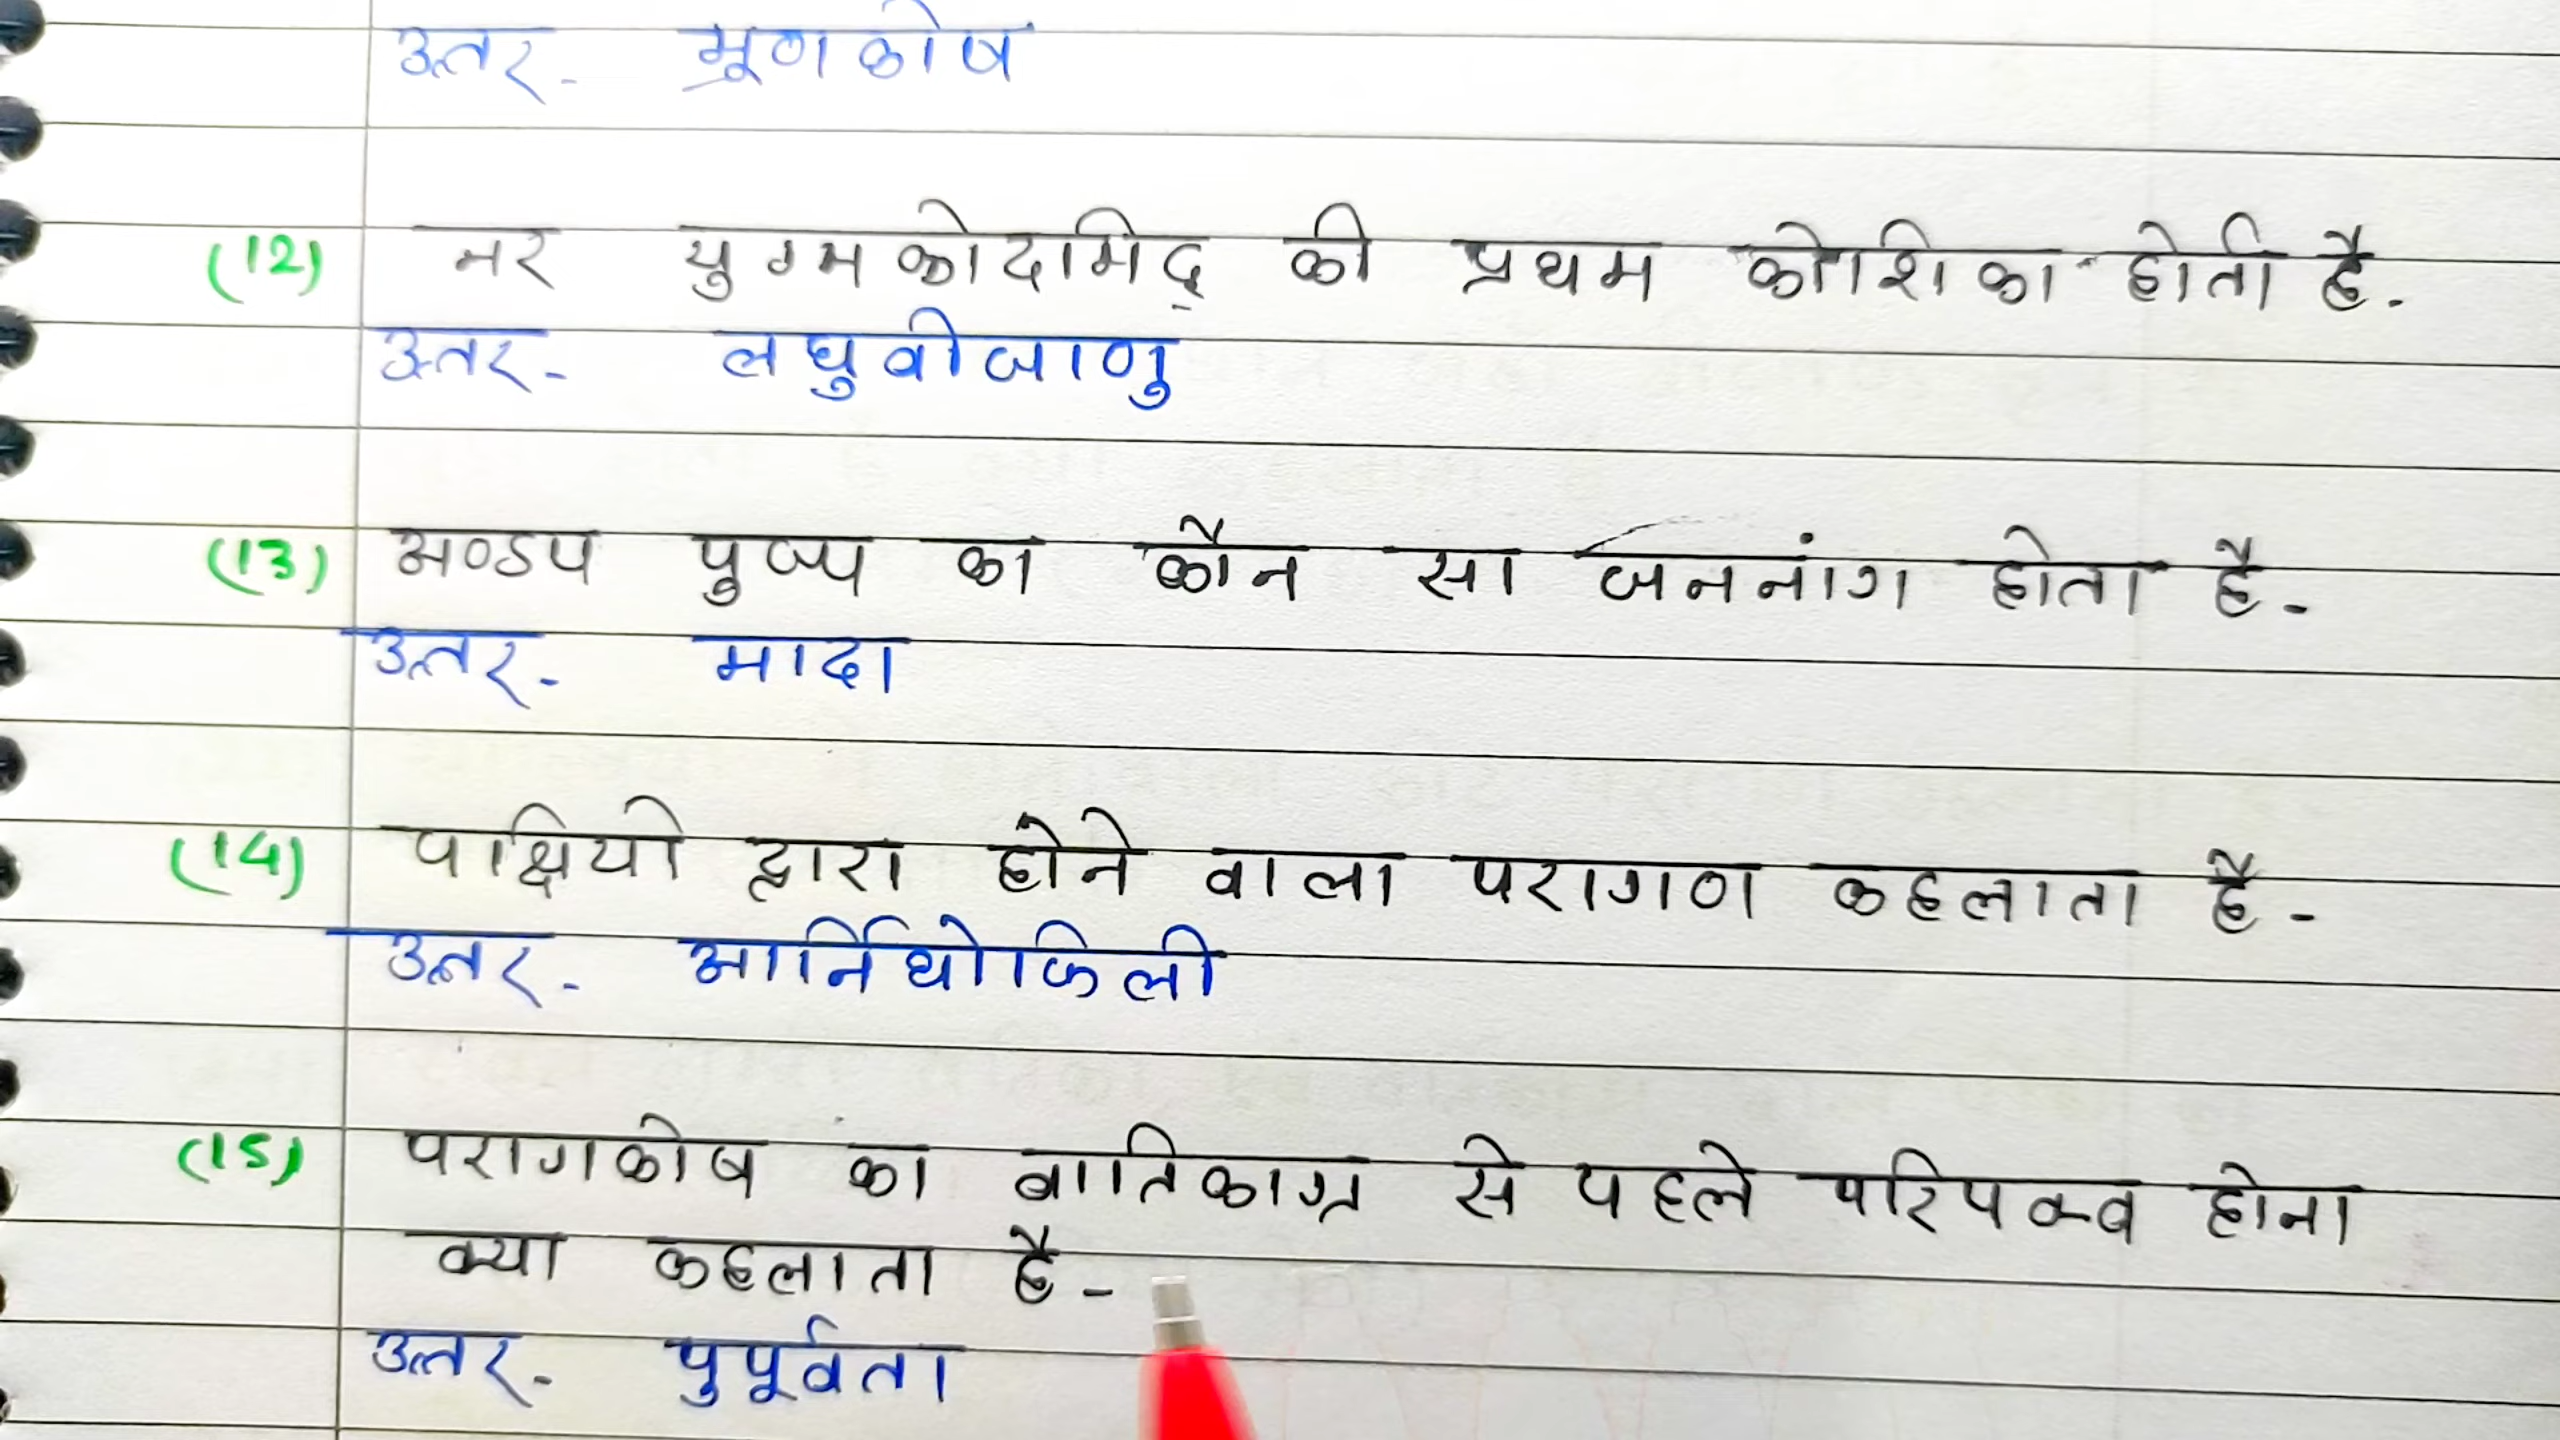 उत्तर - भ्रूणकोष
(12) नर युग्मकोदभिद् की प्रथम कोशिका होती है -
उत्तर - लघुबीजाणु
(13) अण्डप पुष्प का कौन सा जननांग होता है -
उत्तर - मादा
(14) पक्षियो द्वारा होने वाला परागण कहलाता है -
उत्तर - आर्निथोफिली
(15) परागकोष का वार्तिकाग्र से पहले परिपक्व होना
क्या कहलाता है -
उत्तर - पुपूर्वता